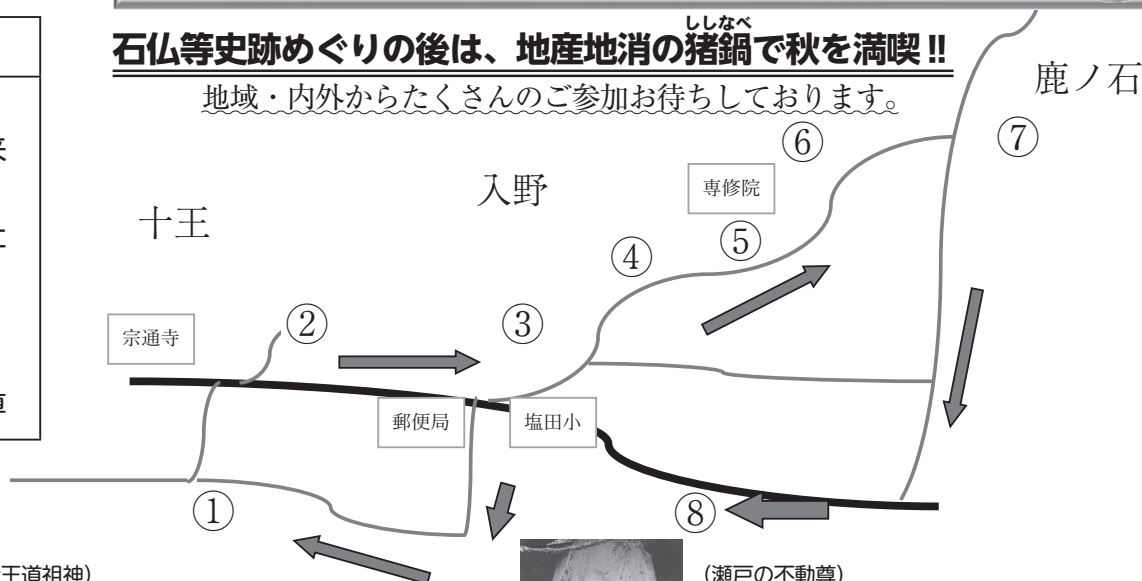 ししなべ
石仏等史跡めぐりの後は、地産地消の猪鍋で秋を満喫!!
地域・内外からたくさんのご参加お待ちしております。
鹿ノ石
⑦
⑥
専修院
入野
十王
⑤
④
③
②
宗通寺
郵便局
塩田小
①
⑧
王道祖神)
(瀬戸の不動尊)